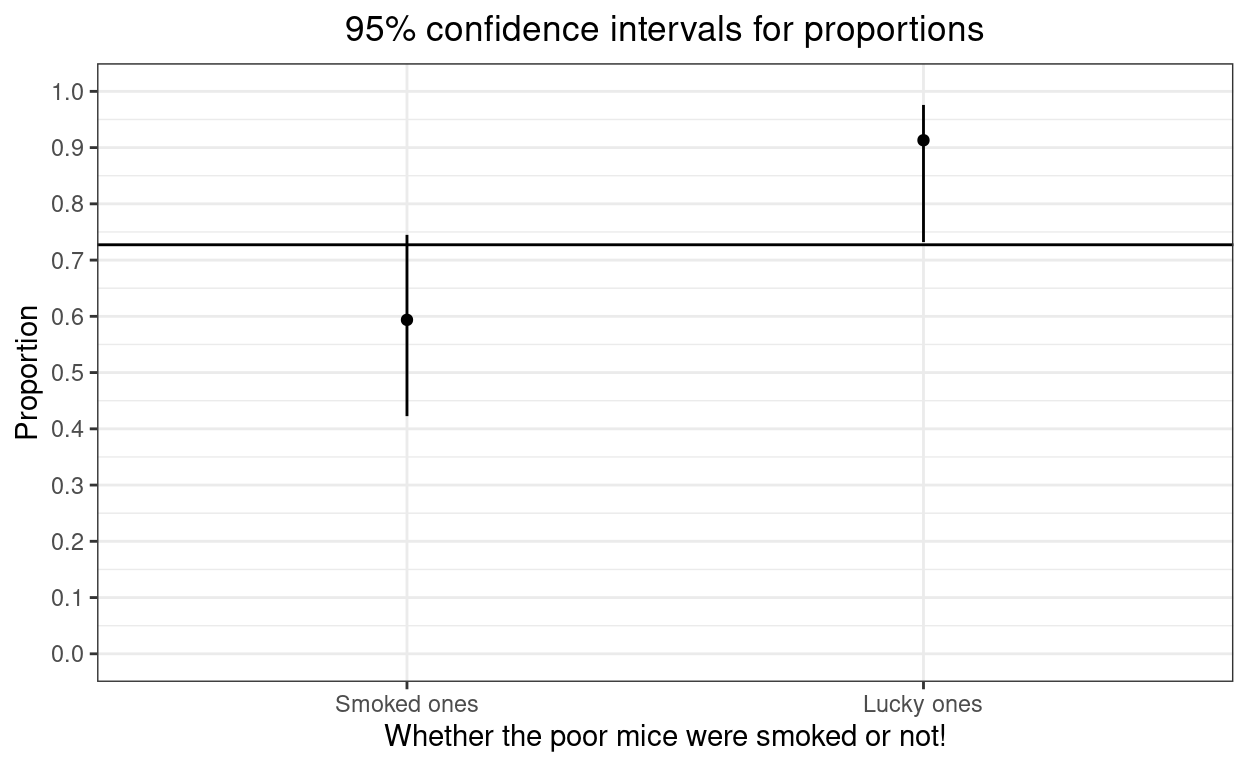 95% confidence intervals for proportions
Proportion
1.0
0.9
0.8
0.7
0.6
0.5
0.4
0.3
0.2
0.1
0.0
Smoked ones
Lucky ones
Whether the poor mice were smoked or not!